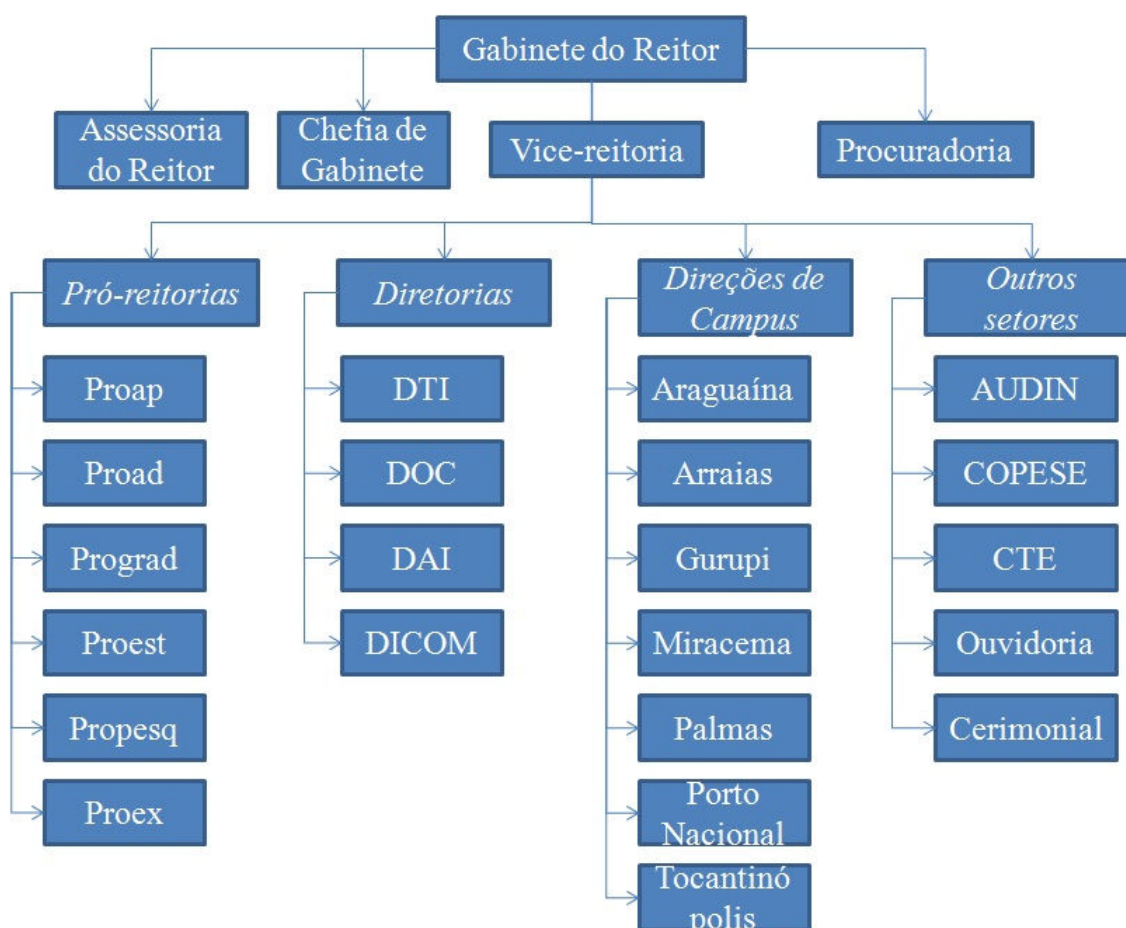 Gabinete do Reitor
Assessoria
do Reitor
Chefia de
Gabinete
Vice-reitoria
Procuradoria
Pró-reitorias
Diretorias
Direções de
Campus
Outros
setores
Proap
Proad
Prograd
Proest
Propesq
Proex
DTI
DOC
DAI
DICOM
Araguaína
Arraias
Gurupi
Miracema
Palmas
Porto
Nacional
Tocantinó
polis
AUDIN
COPESE
CTE
Ouvidoria
Cerimonial